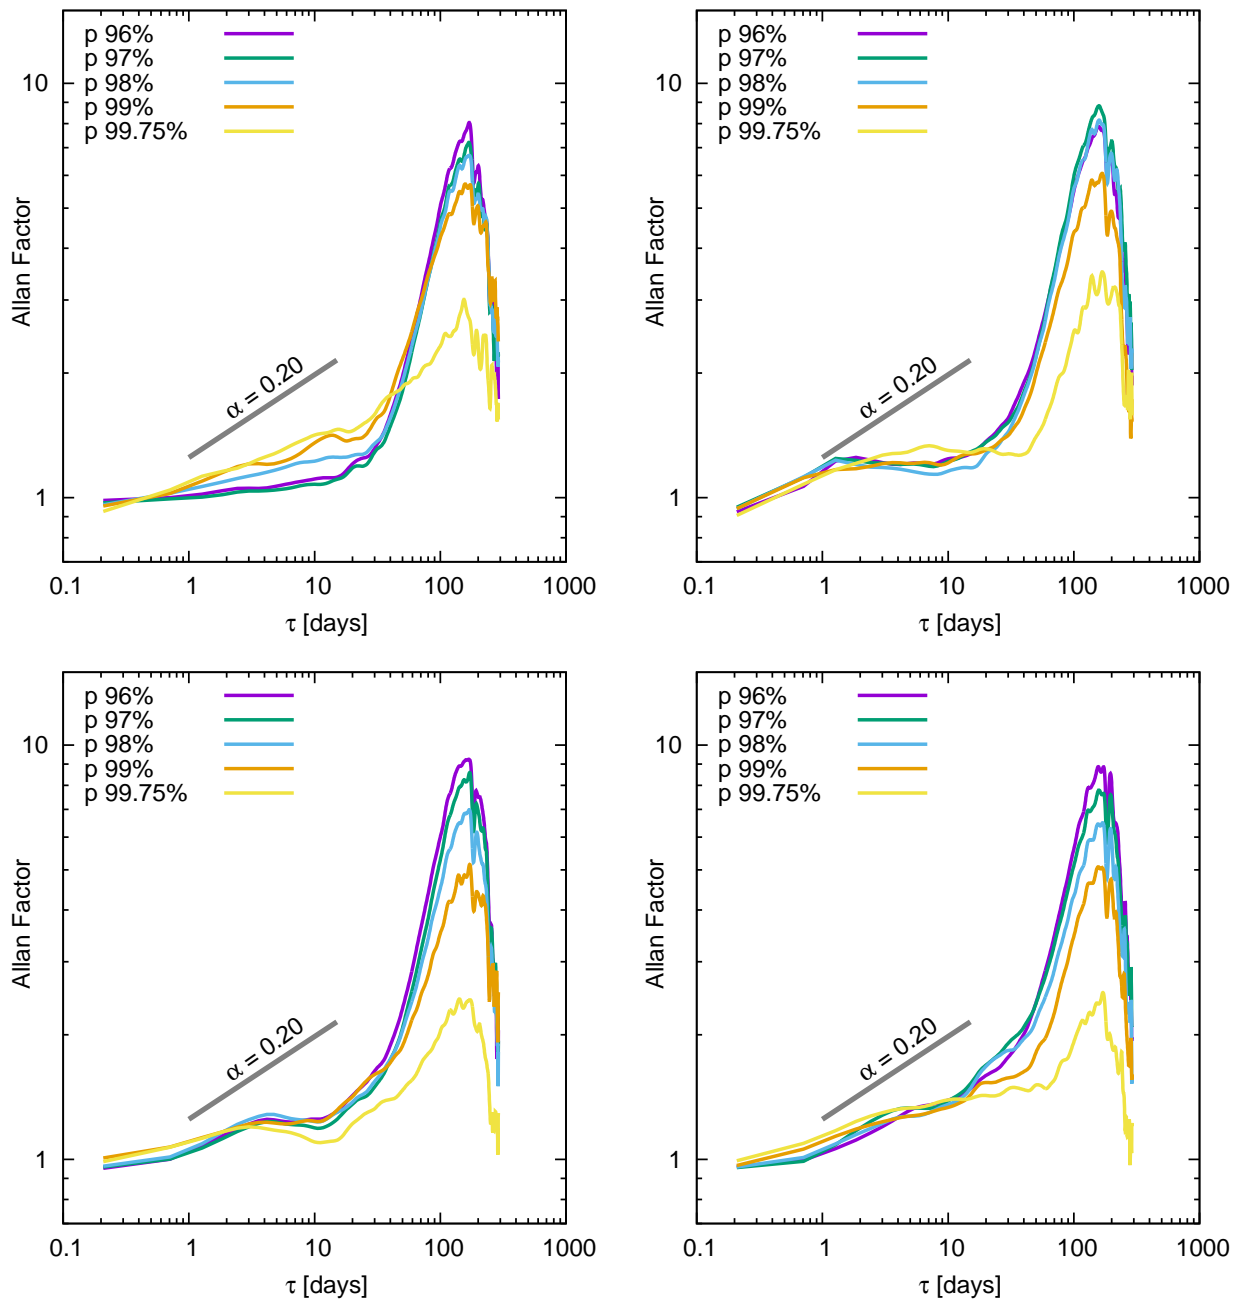 10
1
Allan Factor
p 96%
p 97%
p 98%
p 99%
p 99.75%
α = 0.20
0.1 1 10 100 1000
τ [days]
10
1
Allan Factor
p 96%
p 97%
p 98%
p 99%
p 99.75%
α = 0.20
0.1 1 10 100 1000
τ [days]
10
1
Allan Factor
p 96%
p 97%
p 98%
p 99%
p 99.75%
α = 0.20
0.1 1 10 100 1000
τ [days]
10
1
Allan Factor
p 96%
p 97%
p 98%
p 99%
p 99.75%
α = 0.20
0.1 1 10 100 1000
τ [days]